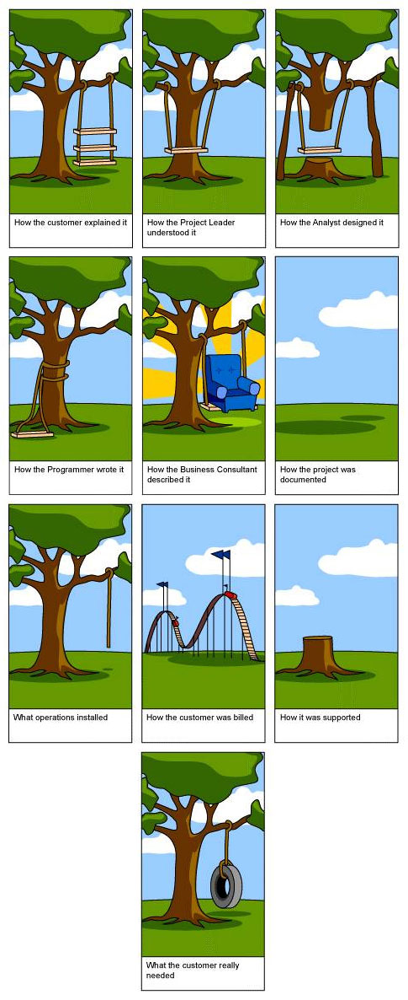 How the customer explained it
How the Project Leader
understood it
How the Analyst designed it
How the Programmer wrote it
How the Business Consultant
described it
How the project was
documented
What operations installed
How the customer was billed
How it was supported
What the customer really
needed